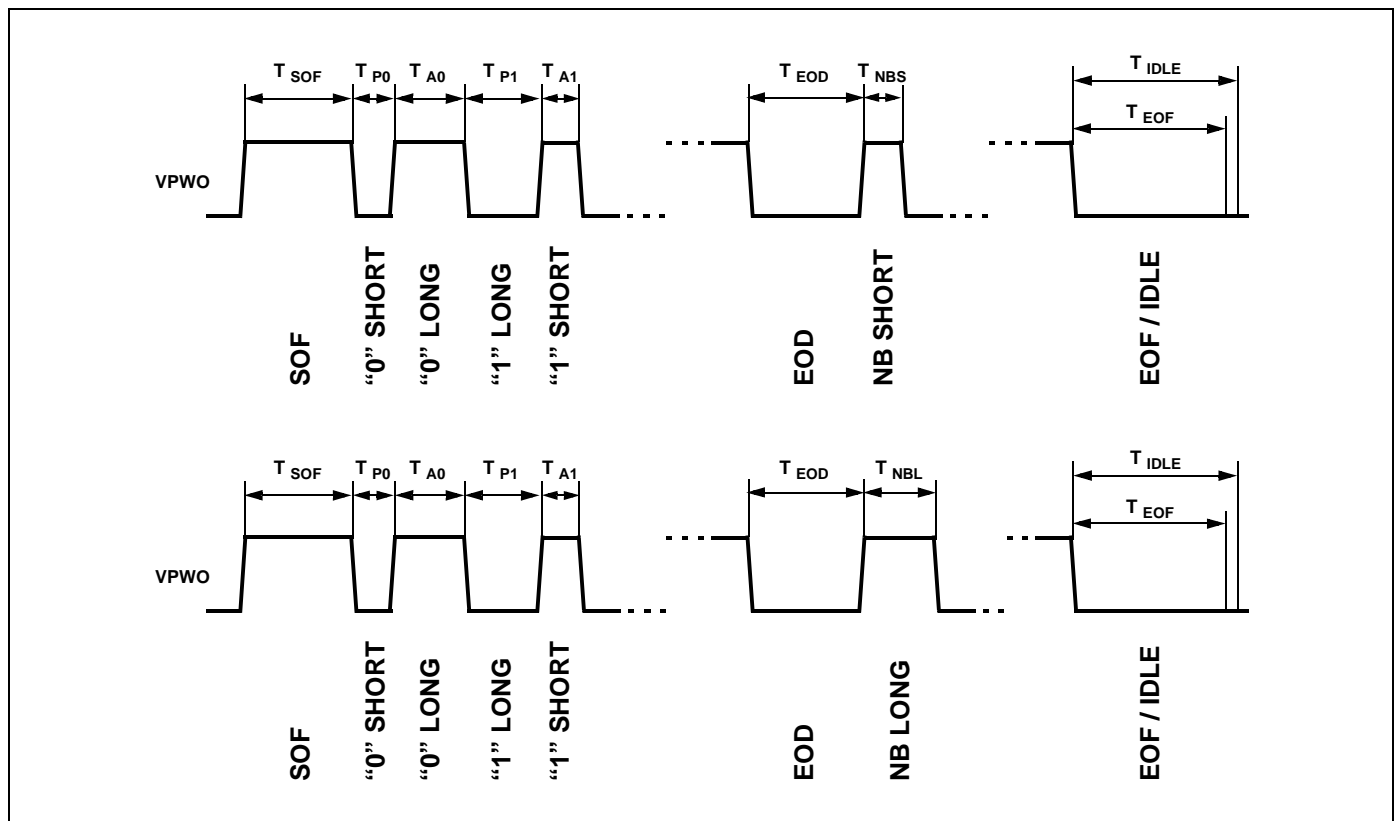 T SOF T P0 T A0 T P1 T A1 T EOD T NBS T IDLE
T EOF
VPWO
SOF
“0” SHORT
“0” LONG
“1” LONG
“1” SHORT
EOD
NB SHORT
EOF / IDLE
T SOF T P0 T A0 T P1 T A1 T EOD T NBL T IDLE
T EOF
VPWO
SOF
“0” SHORT
“0” LONG
“1” LONG
“1” SHORT
EOD
NB LONG
EOF / IDLE